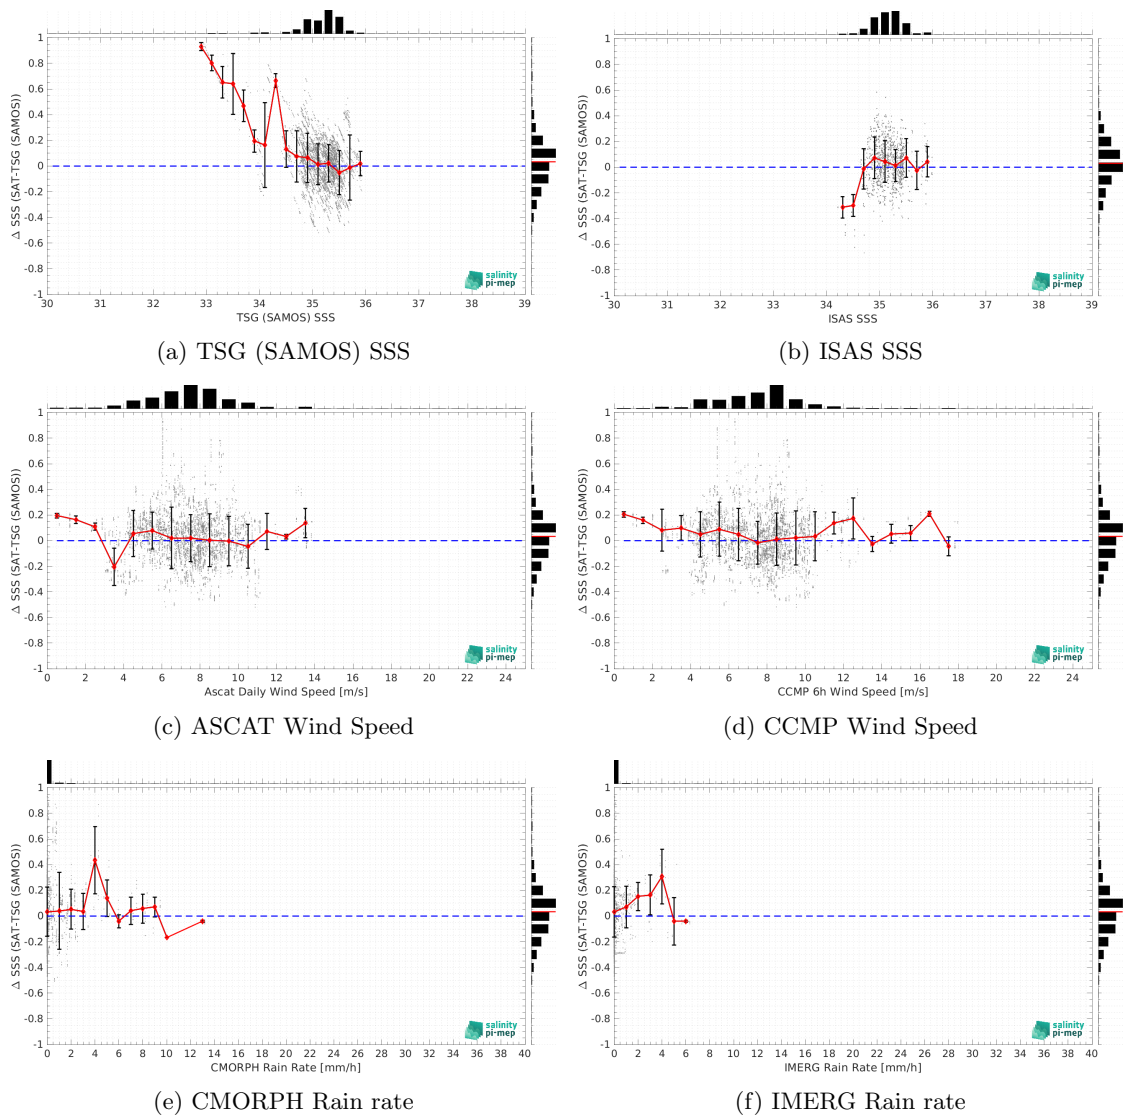 1
0.8
0.6
0.4
0.2
0
-0.2
-0.4
-0.6
-0.8
-1
Δ SSS (SAT-TSG (SAMOS))
salinity
pi-mep
30 31 32 33 34 35 36 37 38 39
TSG (SAMOS) SSS
(a) TSG (SAMOS) SSS
1
0.8
0.6
0.4
0.2
0
-0.2
-0.4
-0.6
-0.8
-1
Δ SSS (SAT-TSG (SAMOS))
salinity
pi-mep
30 31 32 33 34 35 36 37 38 39
ISAS SSS
(b) ISAS SSS
1
0.8
0.6
0.4
0.2
0
-0.2
-0.4
-0.6
-0.8
-1
Δ SSS (SAT-TSG (SAMOS))
salinity
pi-mep
0 2 4 6 8 10 12 14 16 18 20 22 24
Ascat Daily Wind Speed [m/s]
(c) ASCAT Wind Speed
1
0.8
0.6
0.4
0.2
0
-0.2
-0.4
-0.6
-0.8
-1
Δ SSS (SAT-TSG (SAMOS))
salinity
pi-mep
0 2 4 6 8 10 12 14 16 18 20 22 24
CCMP 6h Wind Speed [m/s]
(d) CCMP Wind Speed
1
0.8
0.6
0.4
0.2
0
-0.2
-0.4
-0.6
-0.8
-1
Δ SSS (SAT-TSG (SAMOS))
salinity
pi-mep
0 2 4 6 8 10 12 14 16 18 20 22 24 26 28 30 32 34 36 38 40
CMORPH Rain Rate [mm/h]
(e) CMORPH Rain rate
1
0.8
0.6
0.4
0.2
0
-0.2
-0.4
-0.6
-0.8
-1
Δ SSS (SAT-TSG (SAMOS))
salinity
pi-mep
0 2 4 6 8 10 12 14 16 18 20 22 24 26 28 30 32 34 36 38 40
IMERG Rain Rate [mm/h]
(f) IMERG Rain rate